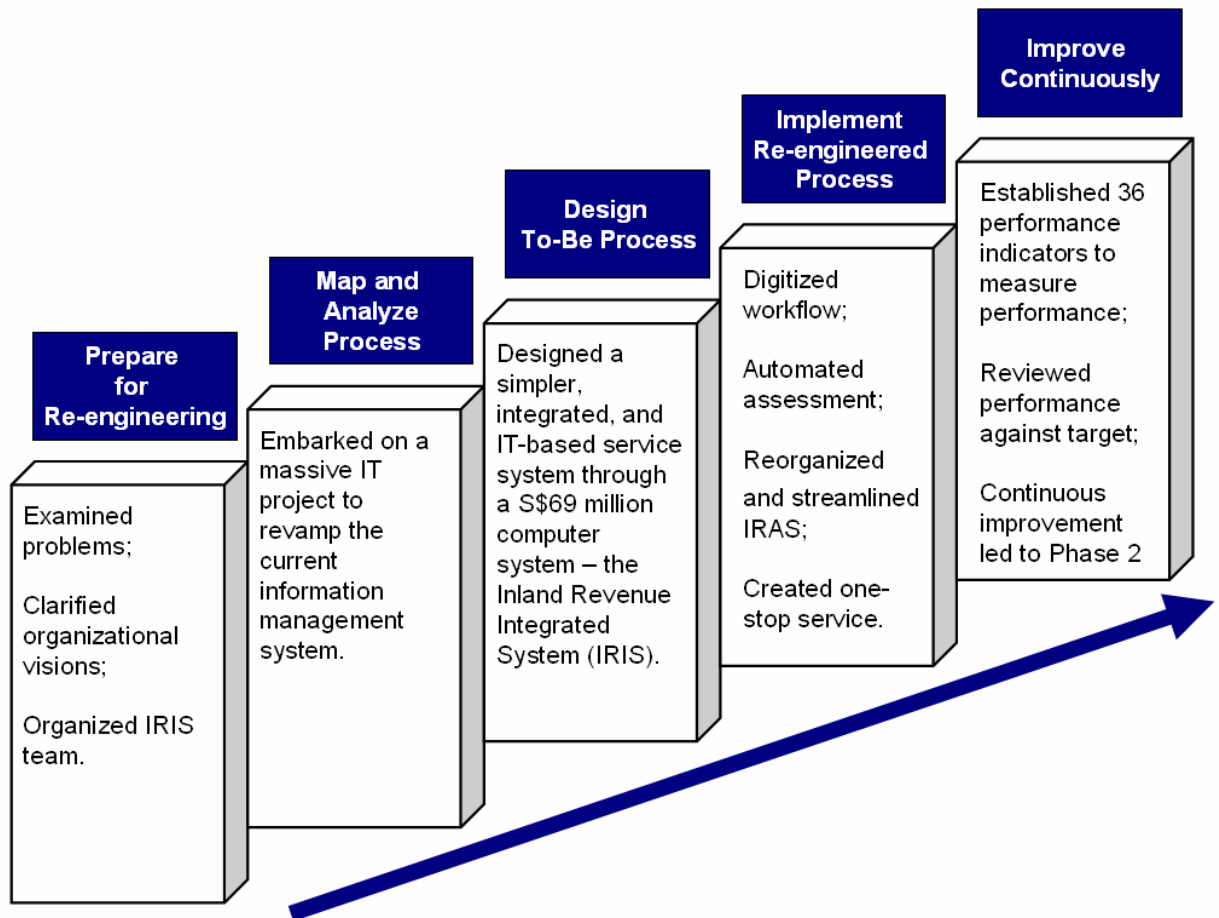 Prepare
for
Re-engineering
Examined
problems;
Clarified
organizational
visions;
Organized IRIS
team.
Map and
Analyze
Process
Embarked on a
massive IT
project to
revamp the
current
information
management
system.
Design
To-Be Process
Designed a
simpler,
integrated, and
IT-based service
system through
a S$69 million
computer
system – the
Inland Revenue
Integrated
System (IRIS).
Implement
Re-engineered
Process
Digitized
workflow;
Automated
assessment;
Reorganized
and streamlined
IRAS;
Created one-
stop service.
Improve
Continuously
Established 36
performance
indicators to
measure
performance;
Reviewed
performance
against target;
Continuous
improvement
led to Phase 2